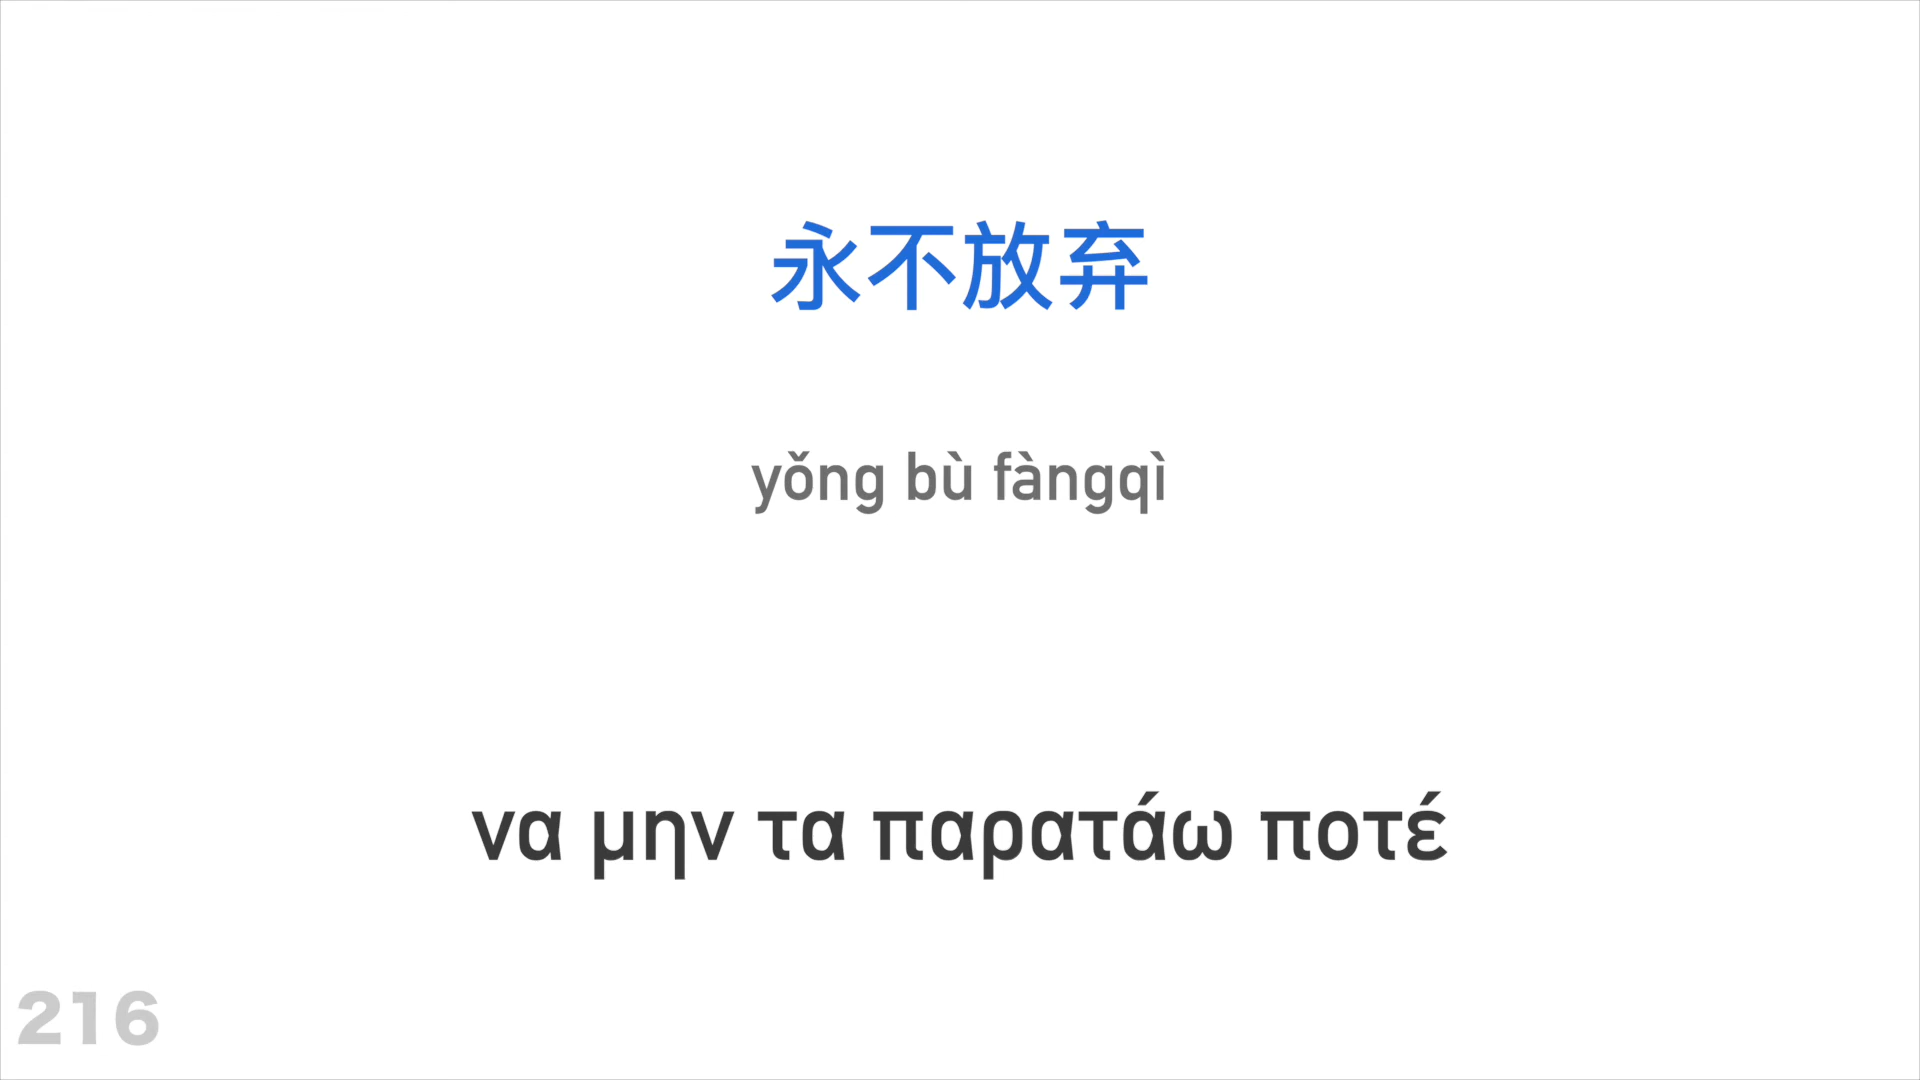 永不放弃
yǒng bù fàngqì
να μην τα παρατάω ποτέ
216